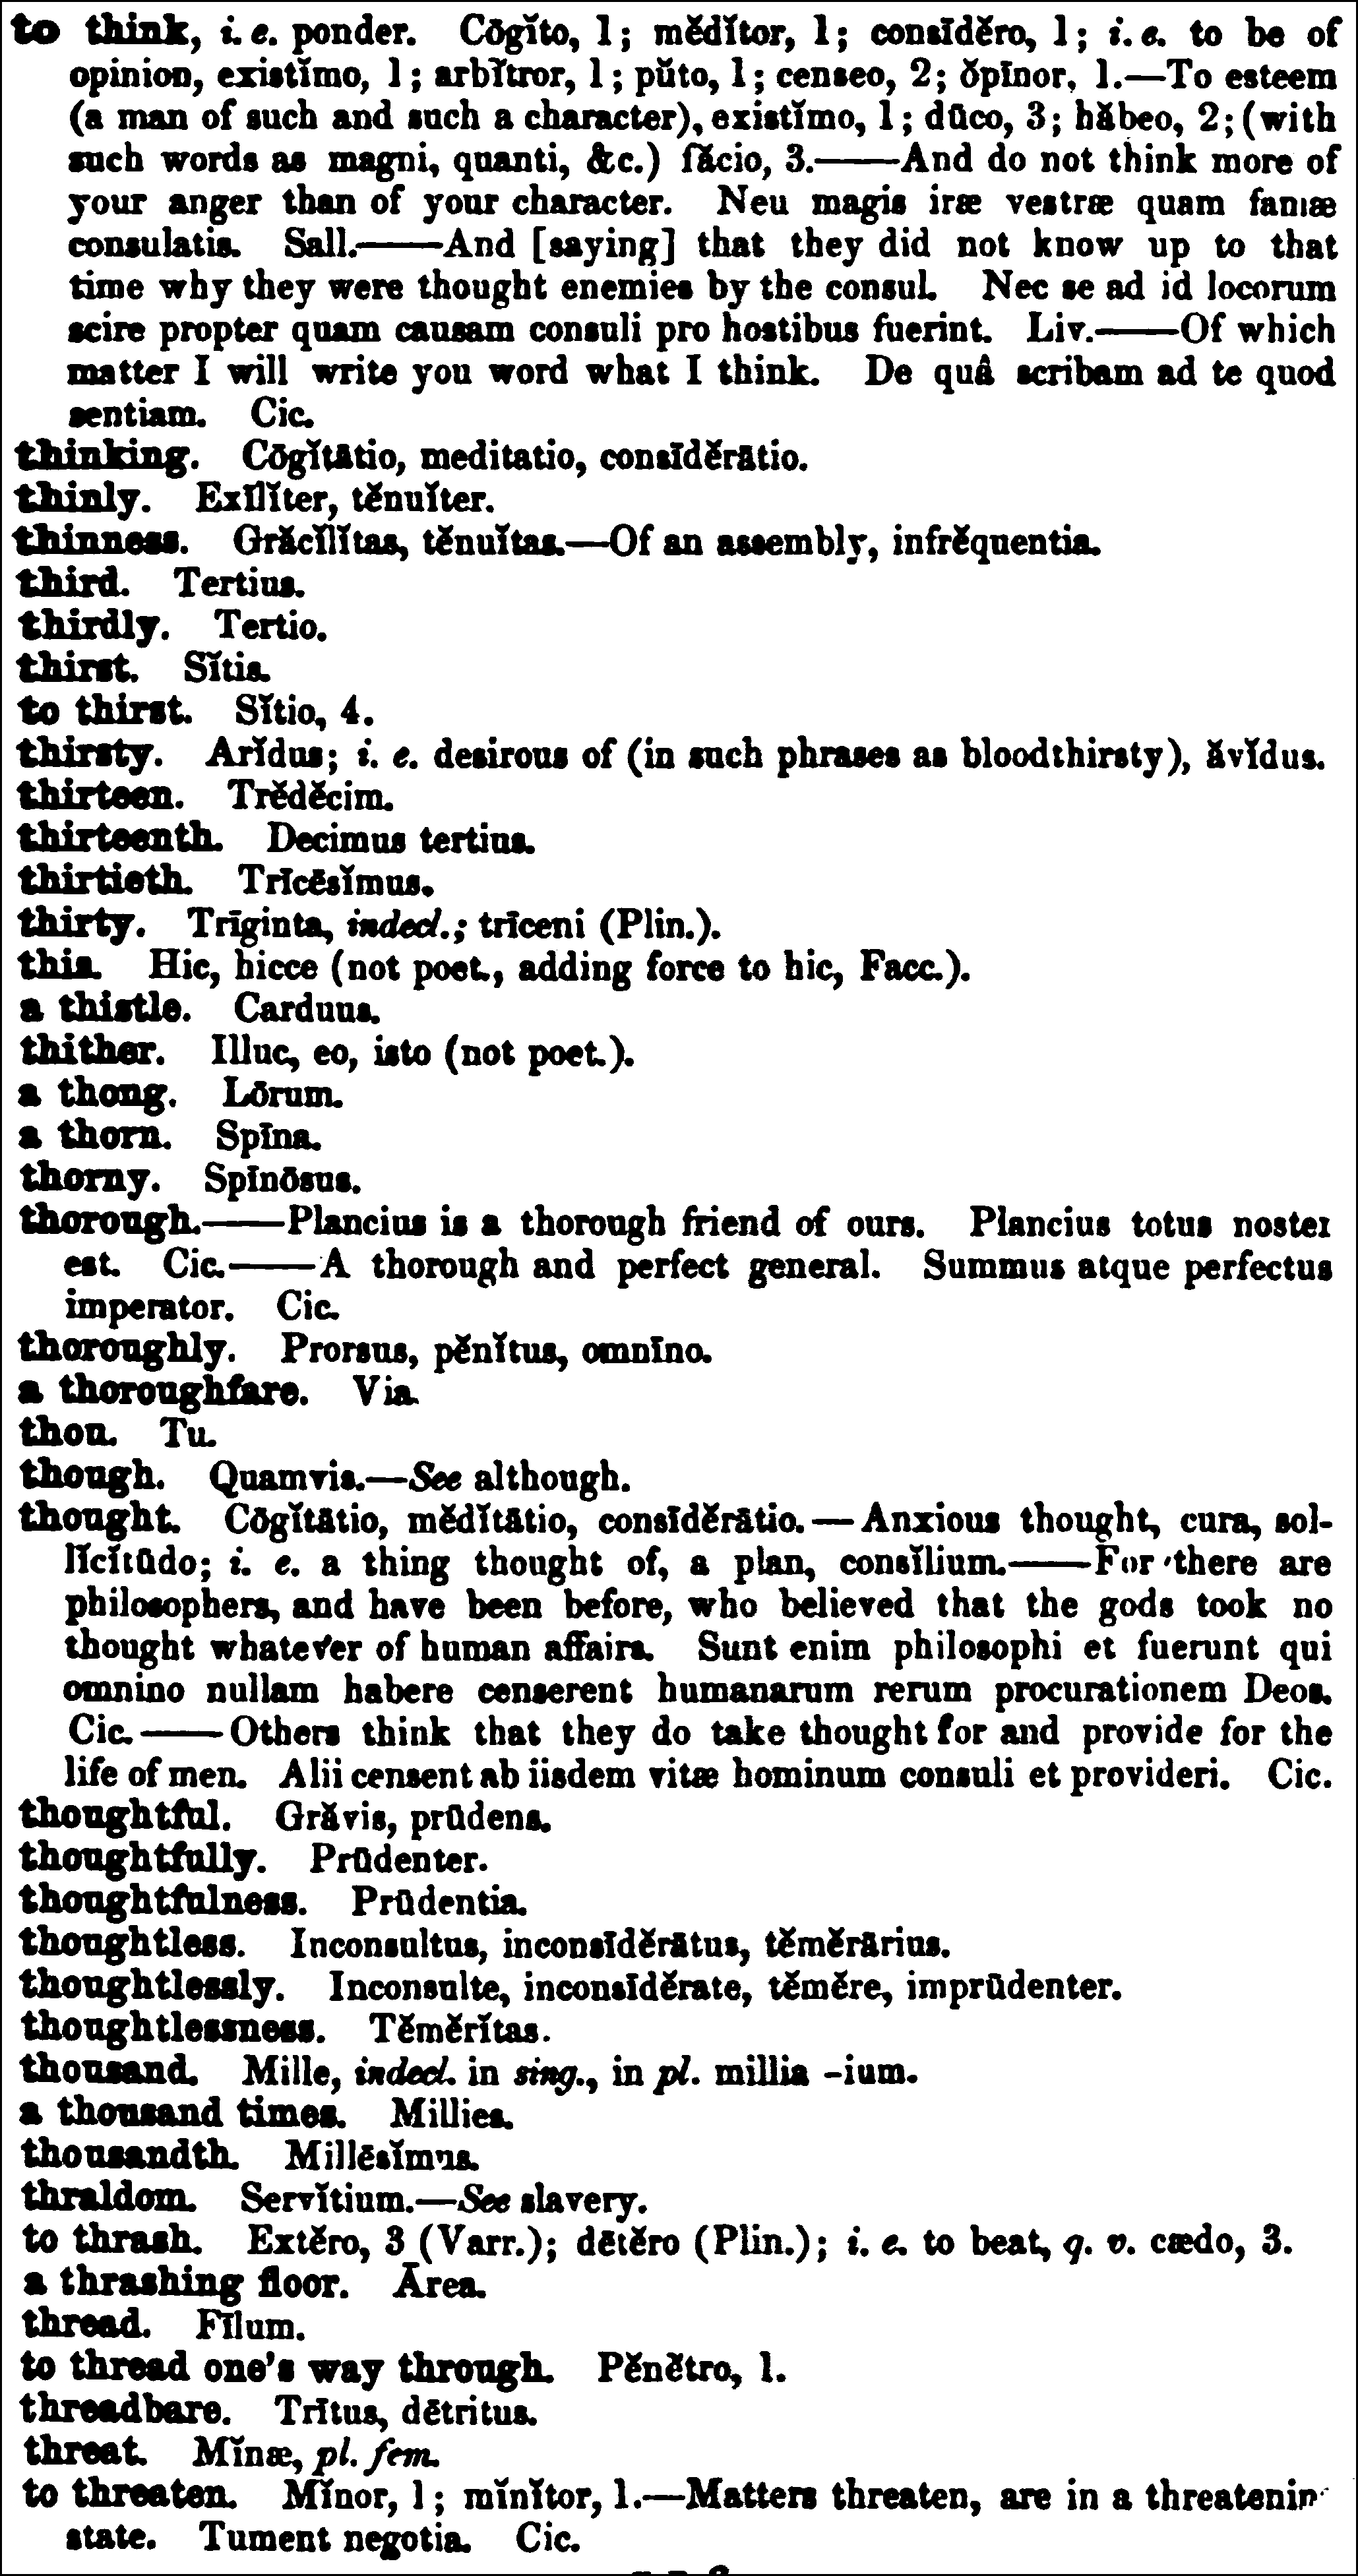 to think, i. e. ponder. Cōgĭto, 1; mĕdĭtor, 1; consīdĕro, 1; i. e. to be of
opinion, existĭmo, 1; arbĭtror, 1; pŭto, 1; censeo, 2; ŏpīnor, 1.—To esteem
(a man of such and such a character), existĭmo, 1; dūco, 3; hăbeo, 2; (with
such words as magni, quanti, &c.) făcio, 3.——And do not think more of
your anger than of your character. Neu magis iræ vestræ quam famæ
consulatis. Sall.——And [saying] that they did not know up to that
time why they were thought enemies by the consul. Nec se ad id locorum
scire propter quam causam consuli pro hostibus fuerint. Liv.——Of which
matter I will write you word what I think. De quâ scribam ad te quod
sentiam. Cic.
thinking. Cōgĭtātio, meditatio, consīdĕrātio.
thinly. Exīlĭter, tĕnuĭter.
thinness. Grăcĭlĭtas, tĕnuĭtas.—Of an assembly, infrĕquentia.
third. Tertius.
thirdly. Tertio.
thirst. Sĭtis.
to thirst. Sĭtio, 4.
thirsty. Arĭdus; i. e. desirous of (in such phrases as bloodthirsty), ăvĭdus.
thirteen. Trĕdĕcim.
thirteenth. Decimus tertius.
thirtieth. Trīcēsĭmus.
thirty. Trīginta, indecl.; trīceni (Plin.).
this. Hic, hicce (not poet., adding force to hic, Facc.).
a thistle. Carduus.
thither. Illuc, eo, isto (not poet.).
a thong. Lōrum.
a thorn. Spīna.
thorny. Spīnōsus.
thorough.——Plancius is a thorough friend of ours. Plancius totus noster
est. Cic.——A thorough and perfect general. Summus atque perfectus
imperator. Cic.
thoroughly. Prorsus, pĕnĭtus, omnīno.
a thoroughfare. Via.
thou. Tu.
though. Quamvis.—See although.
thought. Cōgĭtātio, mĕdĭtātio, consīdĕrātio.—Anxious thought, cura, sol-
lĭcĭtūdo; i. e. a thing thought of, a plan, consĭlium.——For there are
philosophers, and have been before, who believed that the gods took no
thought whatever of human affairs. Sunt enim philosophi et fuerunt qui
omnino nullam habere censerent humanarum rerum procurationem Deos.
Cic.——Others think that they do take thought for and provide for the
life of men. Alii censent ab iisdem vitæ hominum consuli et provideri. Cic.
thoughtful. Grăvis, prūdens.
thoughtfully. Prūdenter.
thoughtfulness. Prūdentia.
thoughtless. Inconsultus, inconsīdĕrātus, tĕmĕrārius.
thoughtlessly. Inconsulte, inconsīdĕrate, tĕmĕre, imprūdenter.
thoughtlessness. Tĕmĕrĭtas.
thousand. Mille, indecl. in sing., in pl. millia -ium.
a thousand times. Millies.
thousandth. Millēsĭmus.
thraldom. Servĭtium.—See slavery.
to thrash. Extĕro, 3 (Varr.); dētĕro (Plin.); i. e. to beat, q. v. cædo, 3.
a thrashing floor. Ārea.
thread. Fīlum.
to thread one's way through. Pĕnĕtro, 1.
threadbare. Trītus, dētritus.
threat. Mĭnæ, pl. fem.
to threaten. Mĭnor, 1; mĭnĭtor, 1.—Matters threaten, are in a threatening
state. Tument negotia. Cic.